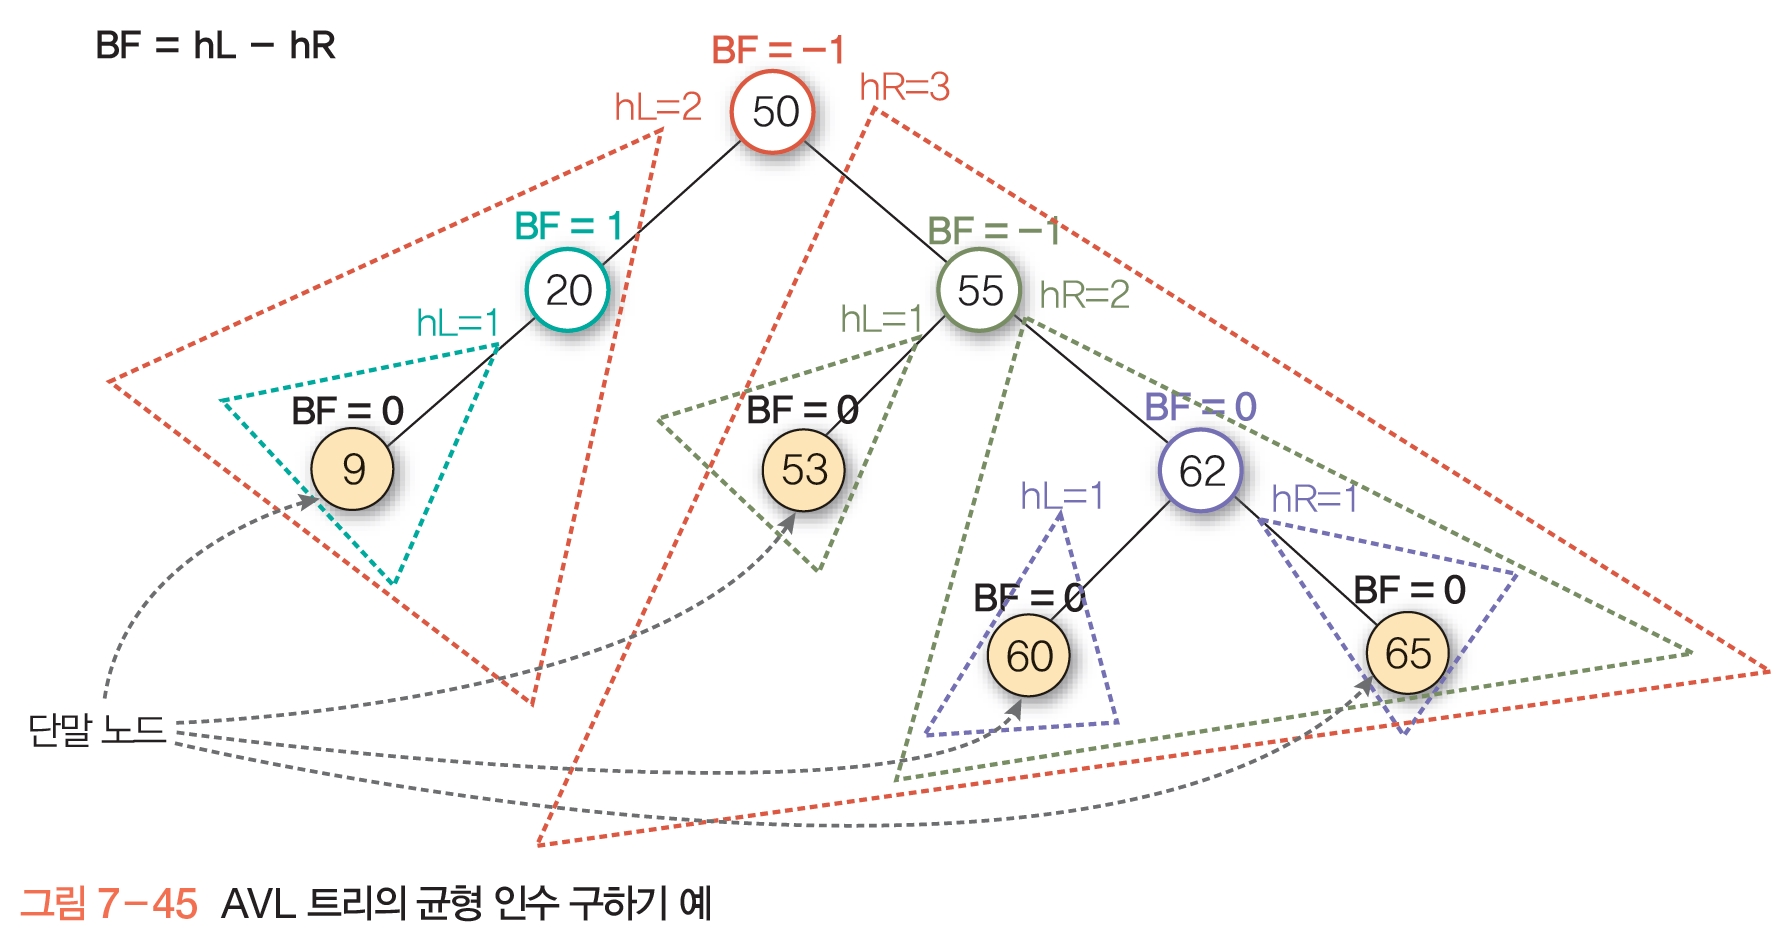 BF = hL − hR
BF = −1
hL=2
hR=3
50
BF = 1
BF = −1
20
55
hR=2
hL=1
hL=1
BF = 0
BF = 0
BF = 0
9
53
62
hL=1
hR=1
BF = 0
BF = 0
60
65
단말 노드
그림 7−45 AVL 트리의 균형 인수 구하기 예